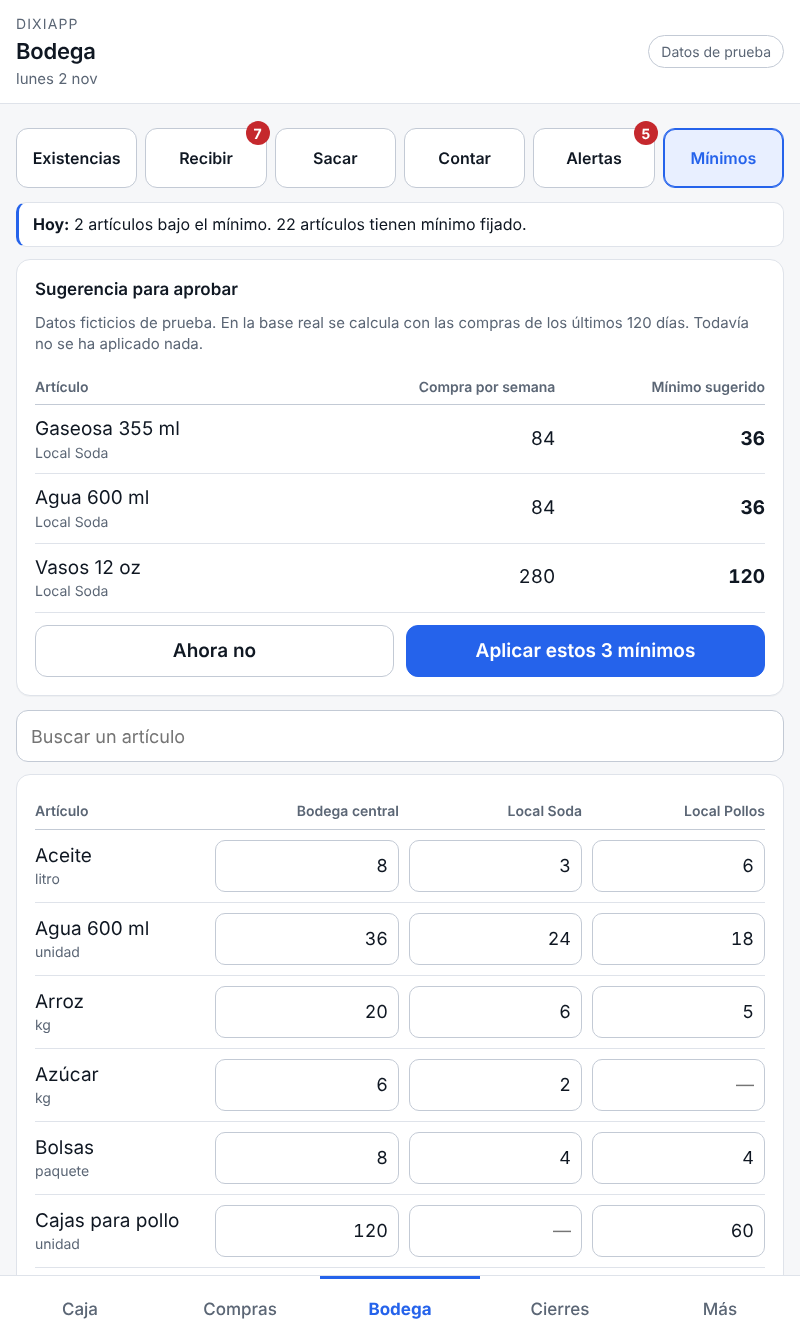 DIXIAPP
Bodega
lunes 2 nov
Datos de prueba
Existencias
Recibir 7
Sacar
Contar
Alertas 5
Mínimos
Hoy: 2 artículos bajo el mínimo. 22 artículos tienen mínimo fijado.
Sugerencia para aprobar
Datos ficticios de prueba. En la base real se calcula con las compras de los últimos 120 días. Todavía
no se ha aplicado nada.
Artículo Compra por semana Mínimo sugerido
Gaseosa 355 ml 84 36
Local Soda
Agua 600 ml 84 36
Local Soda
Vasos 12 oz 280 120
Local Soda
Ahora no
Aplicar estos 3 mínimos
Buscar un artículo
Artículo Bodega central Local Soda Local Pollos
Aceite 8 3 6
litro
Agua 600 ml 36 24 18
unidad
Arroz 20 6 5
kg
Azúcar 6 2 —
kg
Bolsas 8 4 4
paquete
Cajas para pollo 120 — 60
unidad
Caja Compras Bodega Cierres Más